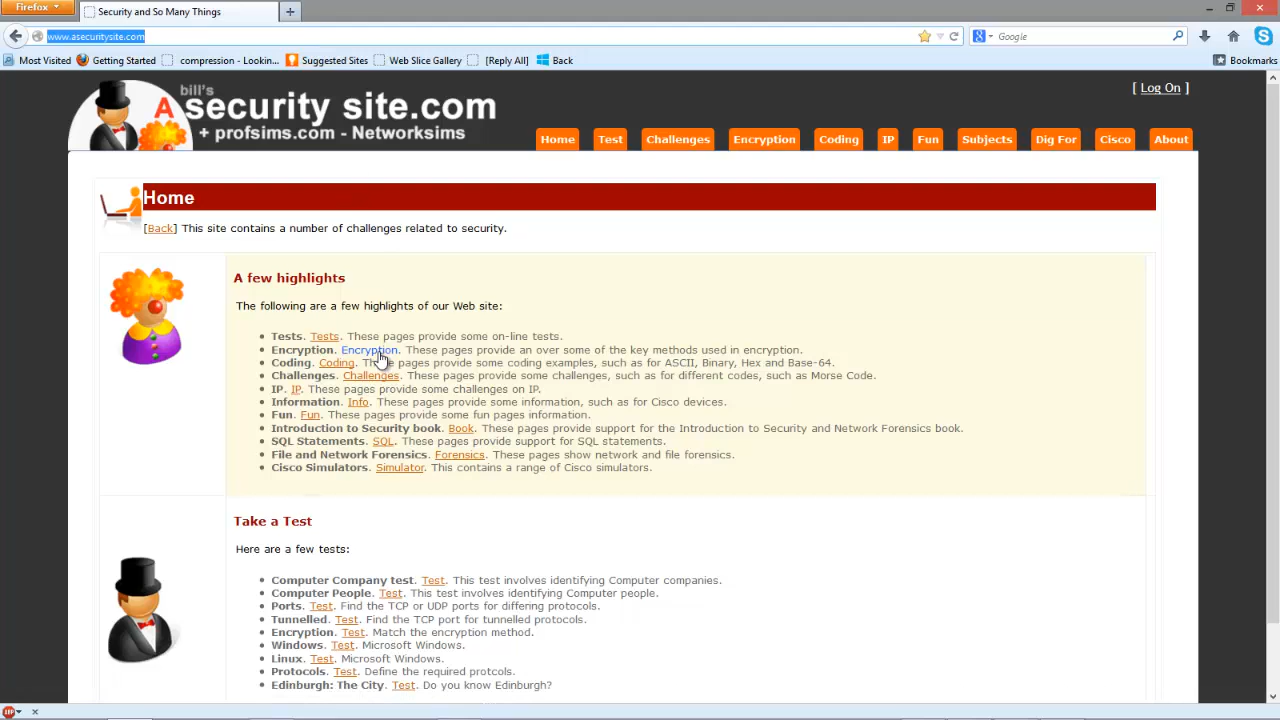 Firefox
Security and So Many Things
www.asecuritysite.com
Google
Most Visited Getting Started compression - Lookin... Suggested Sites Web Slice Gallery [Reply All] Back Bookmarks
bill's
A security site.com
+ profsims.com - Networksims
[ Log On ]
Home Test Challenges Encryption Coding IP Fun Subjects Dig For Cisco About
Home
[Back] This site contains a number of challenges related to security.
A few highlights
The following are a few highlights of our Web site:
Tests. Tests. These pages provide some on-line tests.
Encryption. Encryption. These pages provide an over some of the key methods used in encryption.
Coding. Coding. These pages provide some coding examples, such as for ASCII, Binary, Hex and Base-64.
Challenges. Challenges. These pages provide some challenges, such as for different codes, such as Morse Code.
IP. IP. These pages provide some challenges on IP.
Information. Info. These pages provide some information, such as for Cisco devices.
Fun. Fun. These pages provide some fun pages information.
Introduction to Security book. Book. These pages provide support for the Introduction to Security and Network Forensics book.
SQL Statements. SQL. These pages provide support for SQL statements.
File and Network Forensics. Forensics. These pages show network and file forensics.
Cisco Simulators. Simulator. This contains a range of Cisco simulators.
Take a Test
Here are a few tests:
Computer Company test. Test. This test involves identifying Computer companies.
Computer People. Test. This test involves identifying Computer people.
Ports. Test. Find the TCP or UDP ports for differing protocols.
Tunnelled. Test. Find the TCP port for tunnelled protocols.
Encryption. Test. Match the encryption method.
Windows. Test. Microsoft Windows.
Linux. Test. Microsoft Windows.
Protocols. Test. Define the required protcols.
Edinburgh: The City. Test. Do you know Edinburgh?